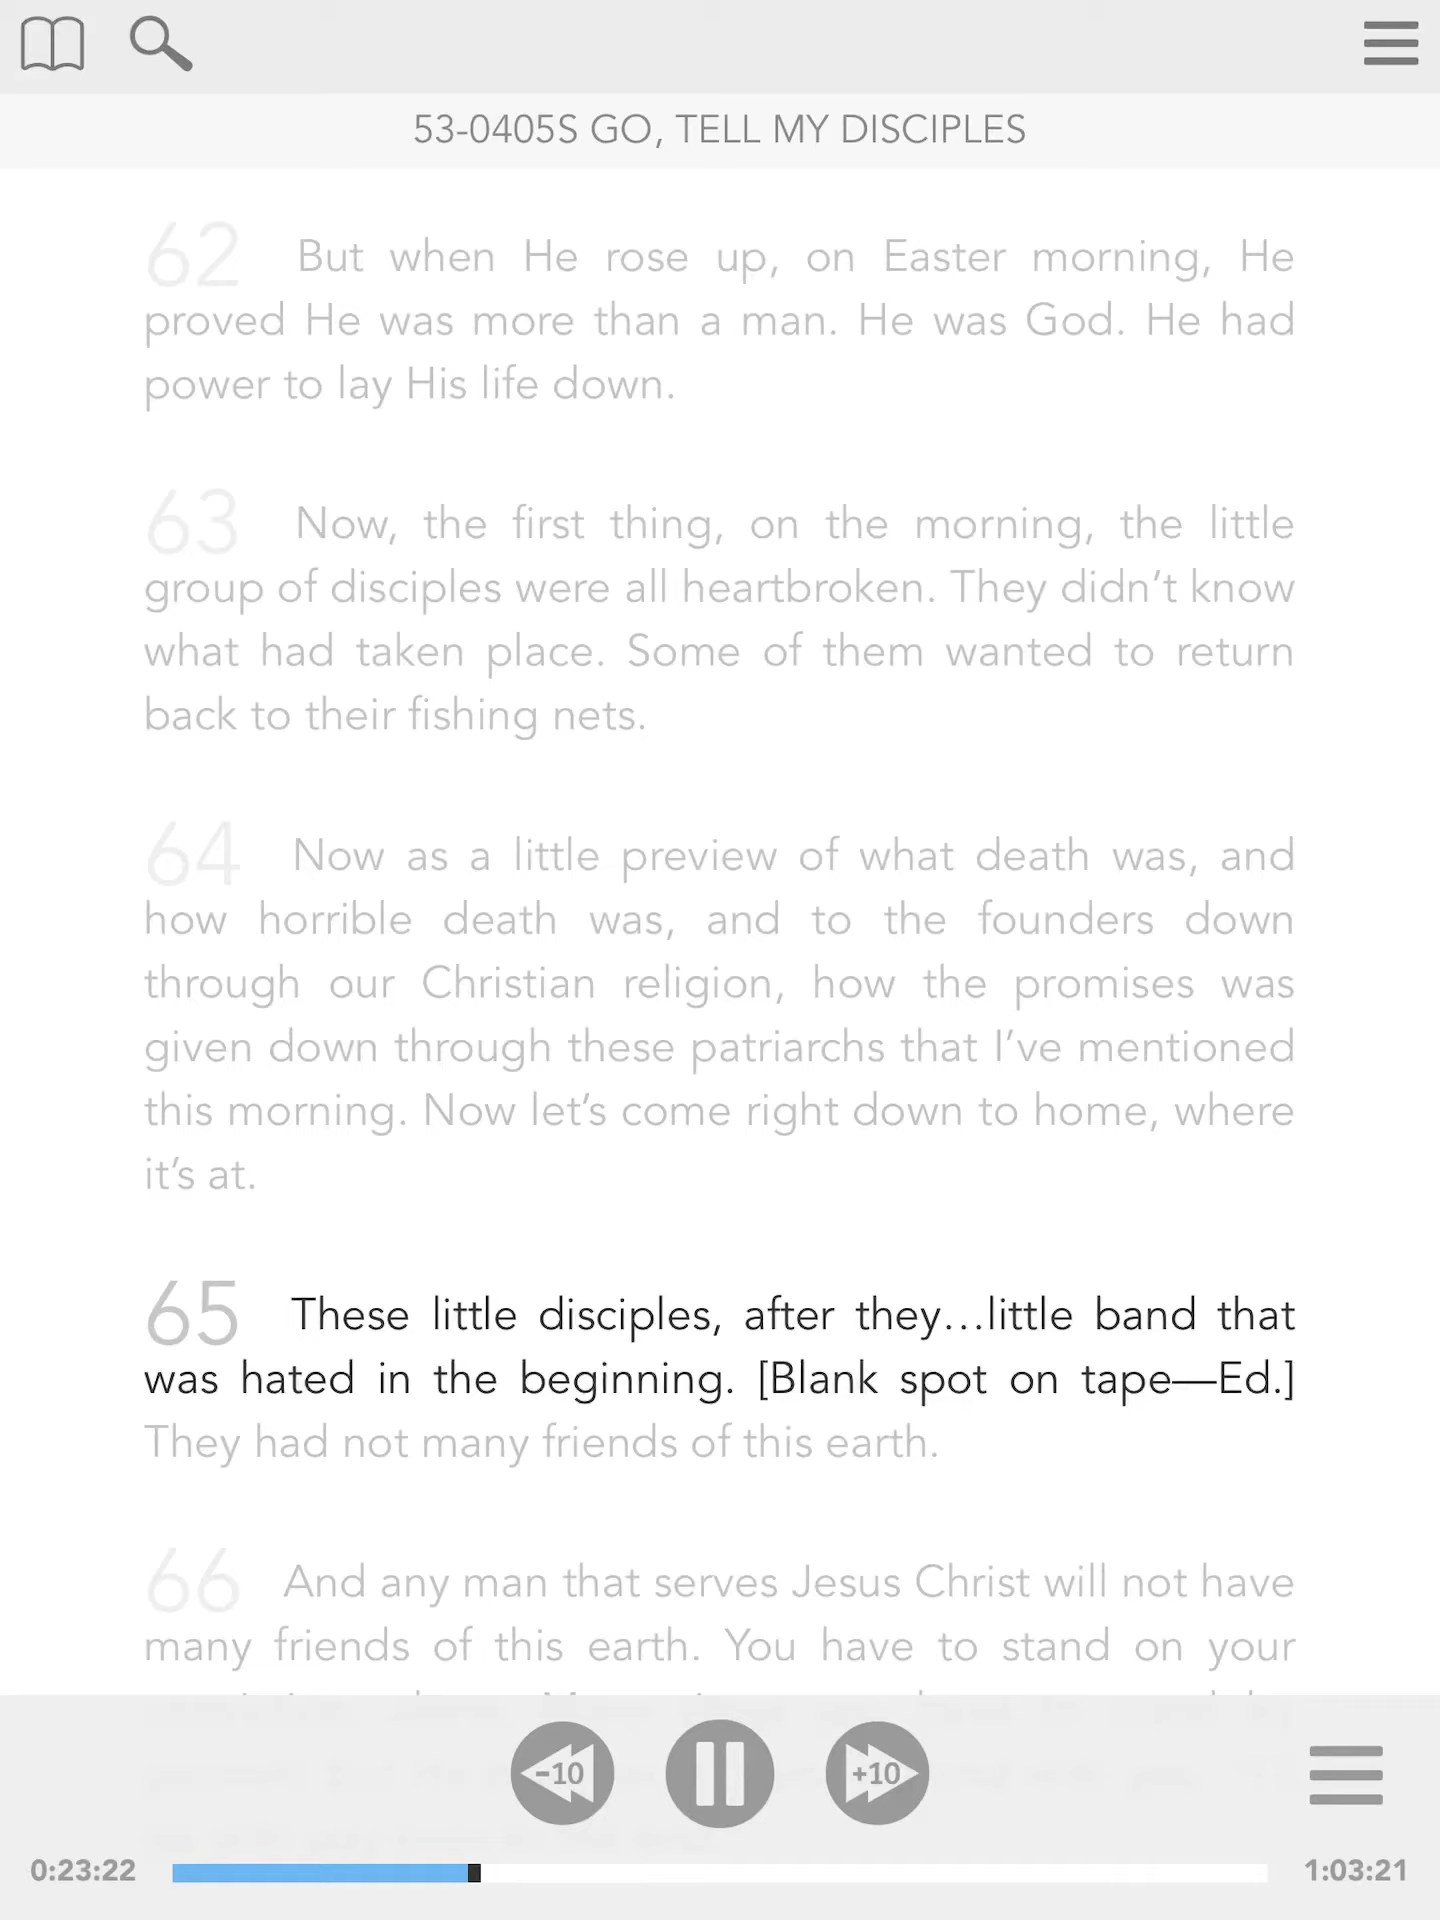 53-0405S GO, TELL MY DISCIPLES
62 But when He rose up, on Easter morning, He
proved He was more than a man. He was God. He had
power to lay His life down.
63 Now, the first thing, on the morning, the little
group of disciples were all heartbroken. They didn’t know
what had taken place. Some of them wanted to return
back to their fishing nets.
64 Now as a little preview of what death was, and
how horrible death was, and to the founders down
through our Christian religion, how the promises was
given down through these patriarchs that I’ve mentioned
this morning. Now let’s come right down to home, where
it’s at.
65 These little disciples, after they…little band that
was hated in the beginning. [Blank spot on tape—Ed.]
They had not many friends of this earth.
66 And any man that serves Jesus Christ will not have
many friends of this earth. You have to stand on your
-10 +10
0:23:22 1:03:21